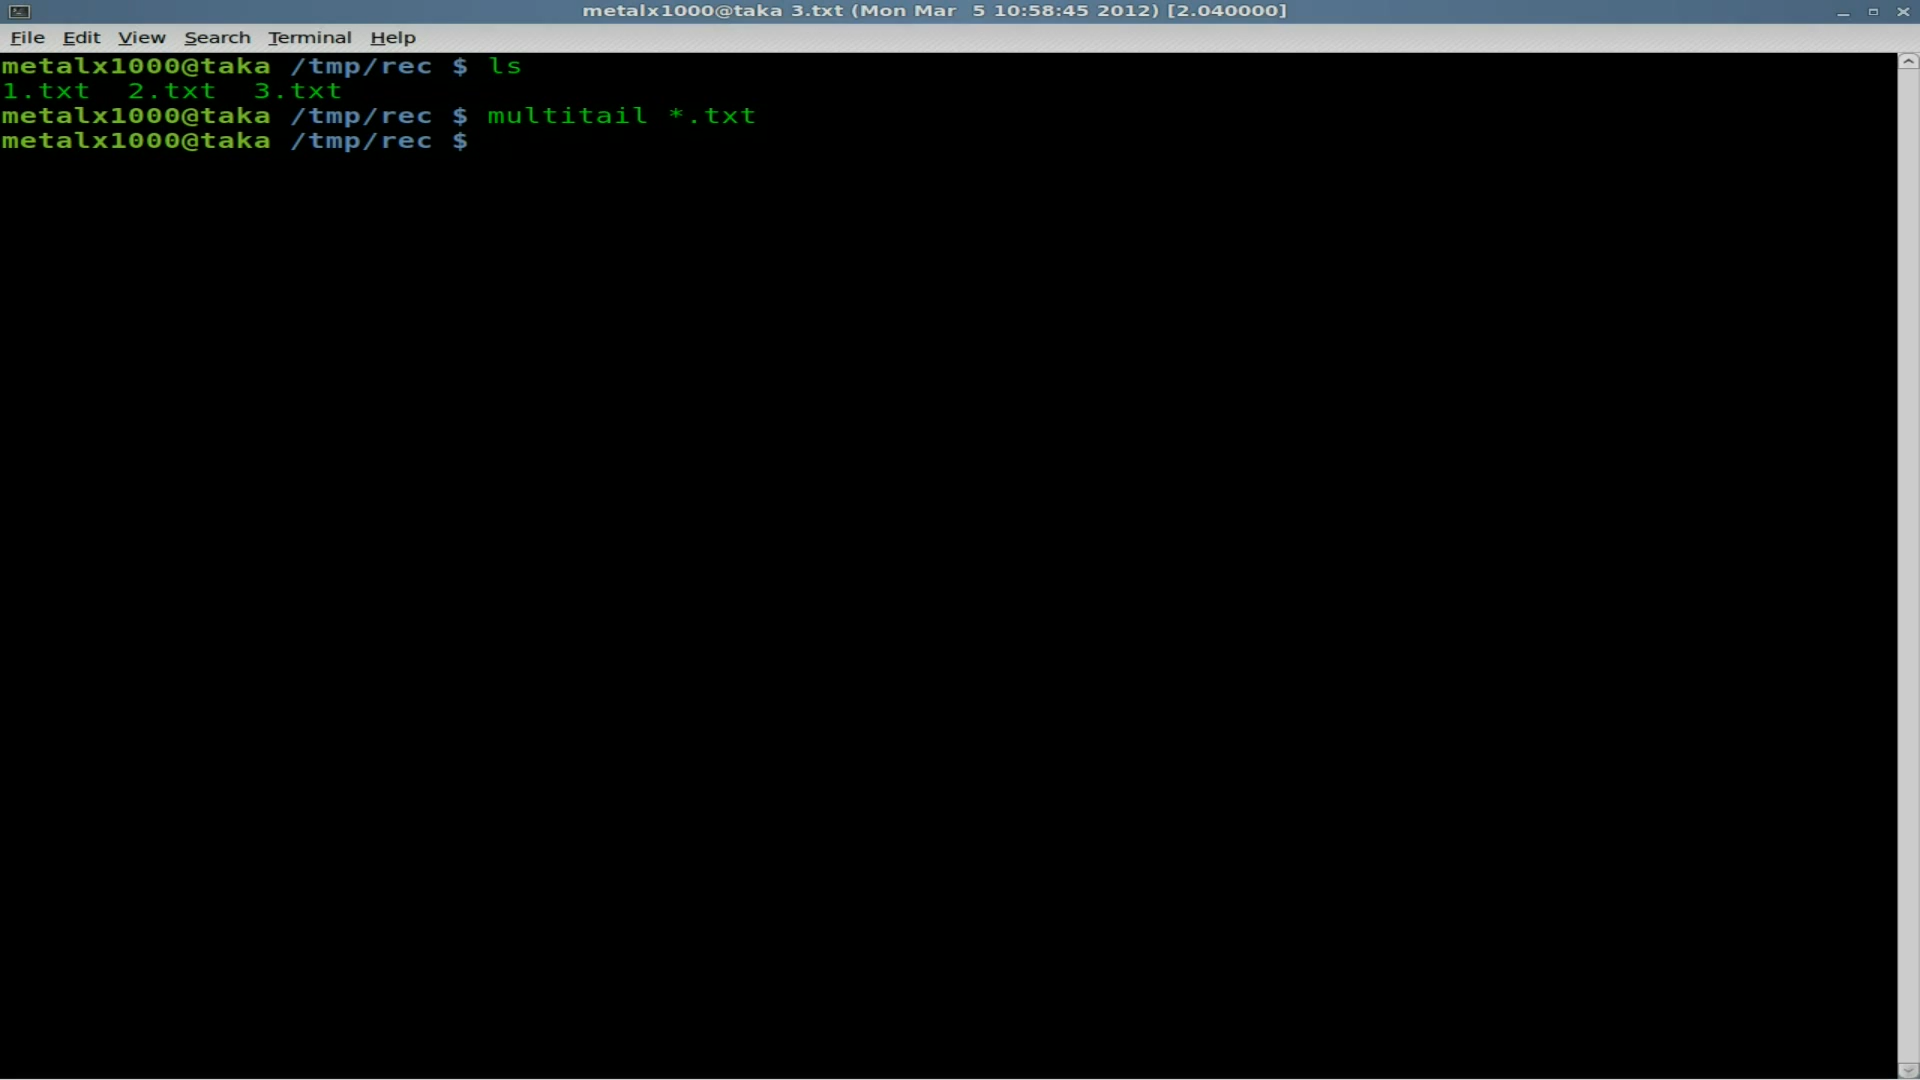 metalx1000@taka 3.txt (Mon Mar  5 10:58:45 2012) [2.040000]
File Edit View Search Terminal Help
metalx1000@taka /tmp/rec $ ls
1.txt  2.txt  3.txt
metalx1000@taka /tmp/rec $ multitail *.txt
metalx1000@taka /tmp/rec $